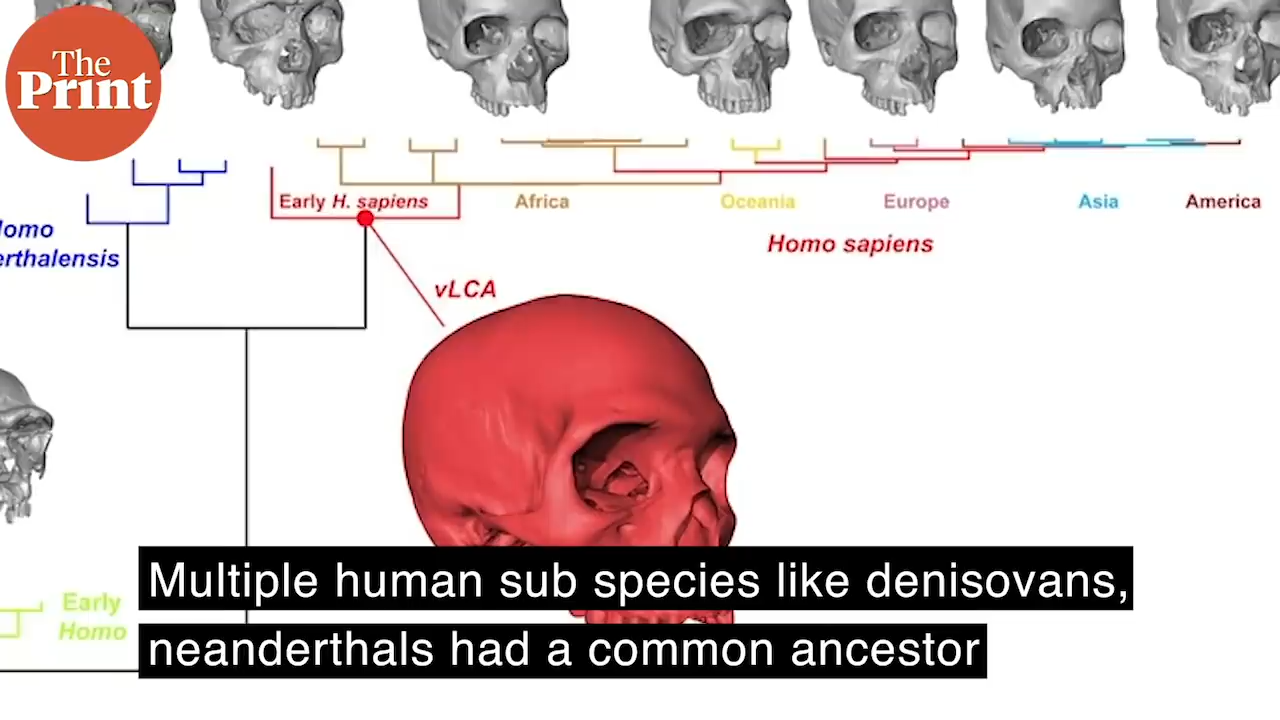 The
Print
Early H. sapiens
Africa
Oceania
Europe
Asia
America
omo
erthalensis
Homo sapiens
vLCA
Early
Homo
Multiple human sub species like denisovans,
neanderthals had a common ancestor